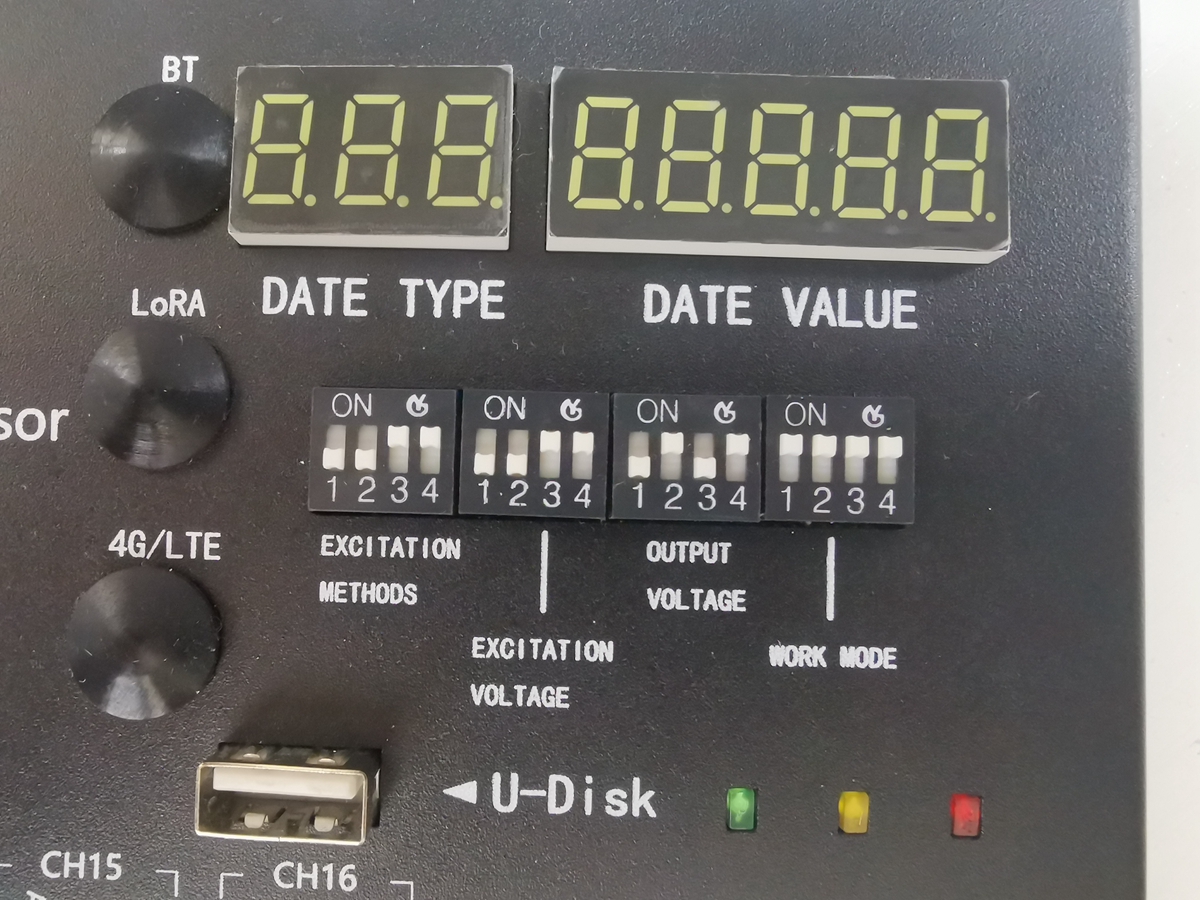 BT
DATE TYPE
DATE VALUE
LoRA
sor
ON ON ON ON
1 2 3 4 1 2 3 4 1 2 3 4 1 2 3 4
4G/LTE
EXCITATION
METHODS
OUTPUT
VOLTAGE
EXCITATION
VOLTAGE
WORK MODE
U-Disk
CH15
CH16